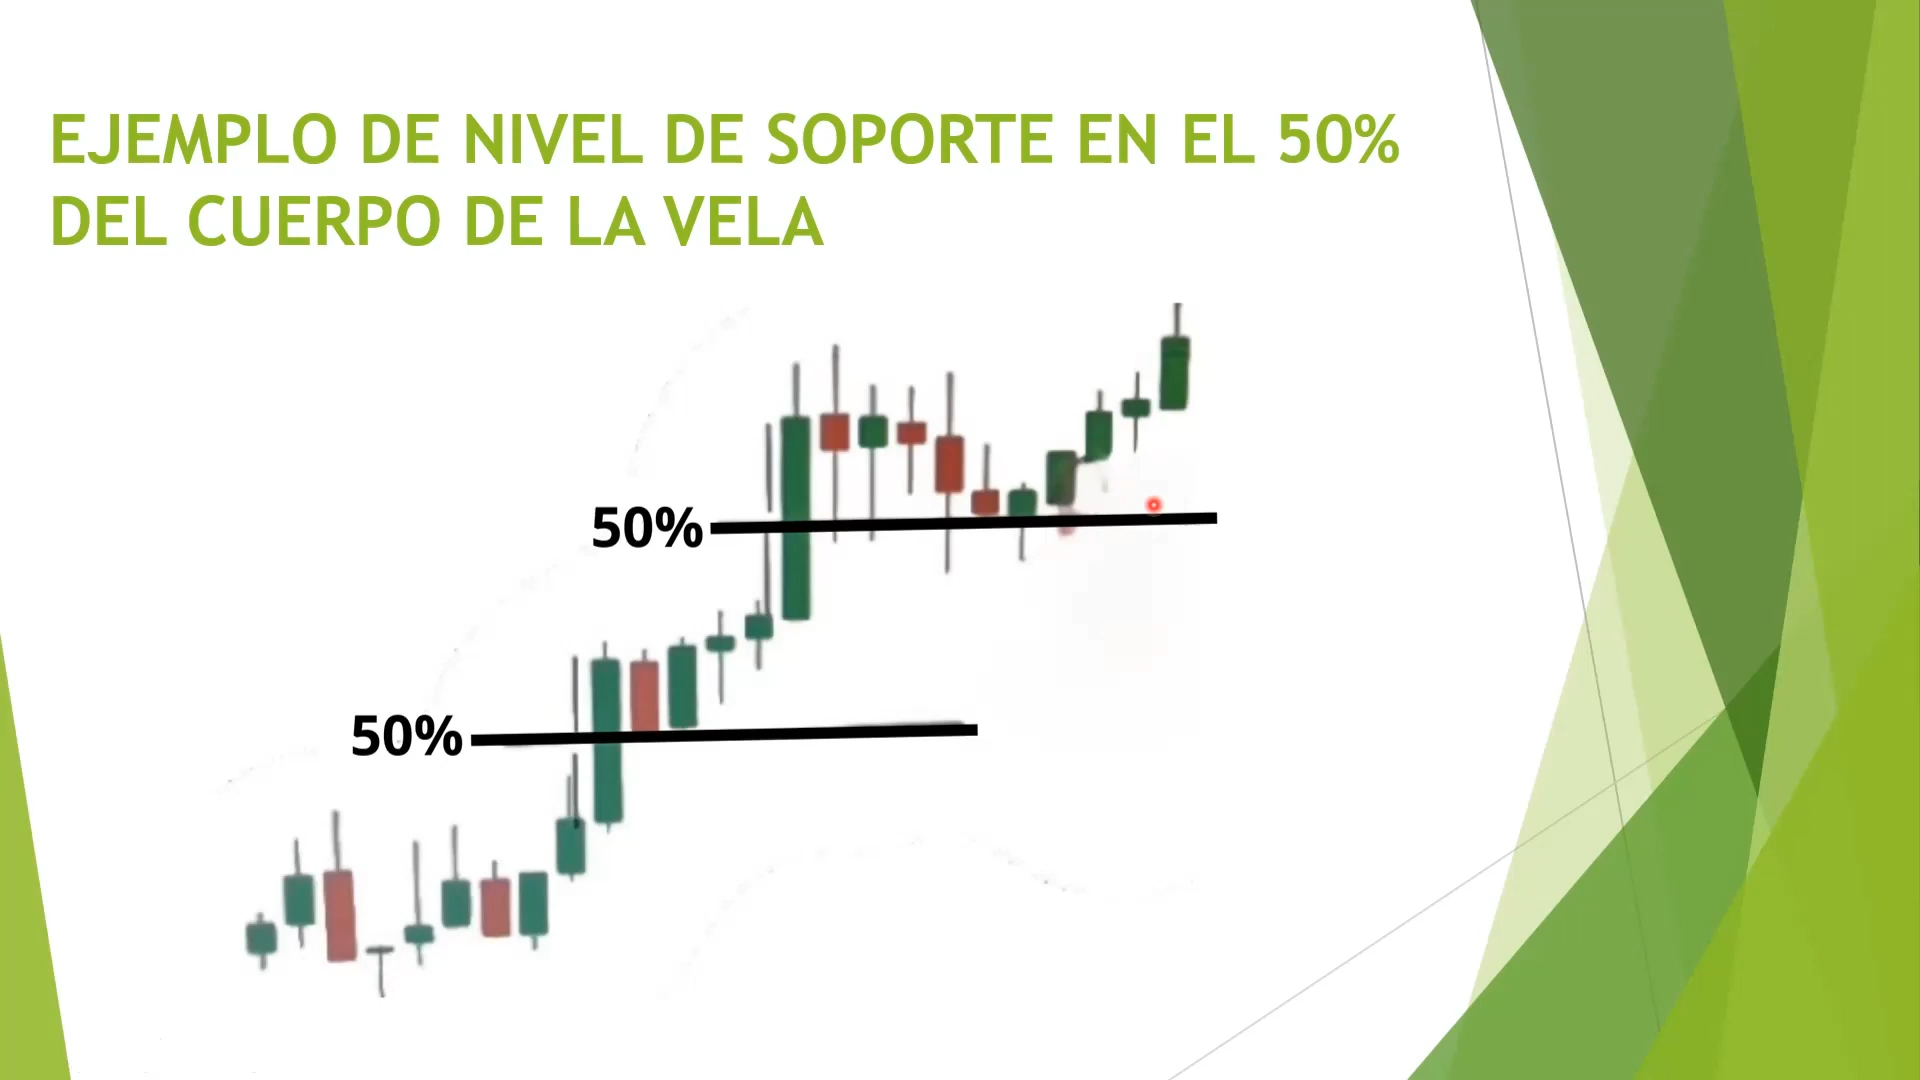 EJEMPLO DE NIVEL DE SOPORTE EN EL 50%
DEL CUERPO DE LA VELA
50%
50%